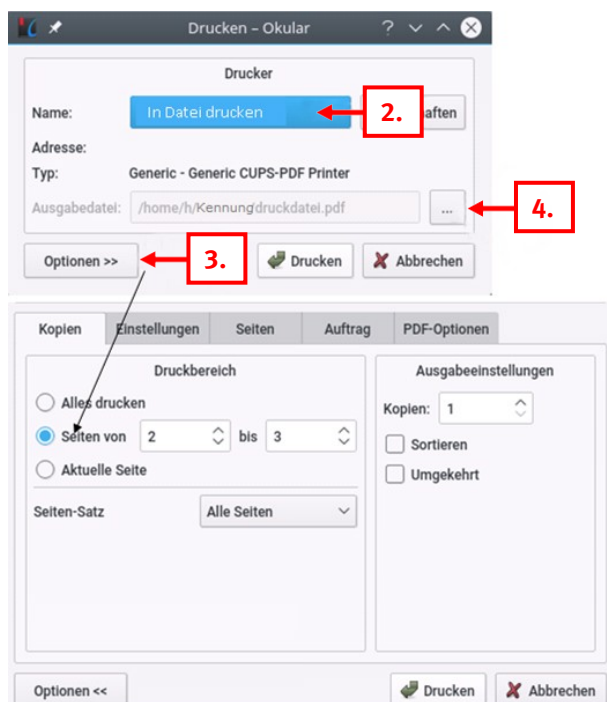 Drucken – Okular
Drucker
Name: In Datei drucken 2. aften
Adresse:
Typ: Generic - Generic CUPS-PDF Printer
Ausgabedatei: /home/h/Kennung/druckdatei.pdf ... 4.
Optionen >> 3. Drucken Abbrechen
Kopien Einstellungen Seiten Auftrag PDF-Optionen
Druckbereich
Alles drucken
Seiten von 2 bis 3
Aktuelle Seite
Seiten-Satz Alle Seiten
Ausgabeeinstellungen
Kopien: 1
Sortieren
Umgekehrt
Optionen << Drucken Abbrechen